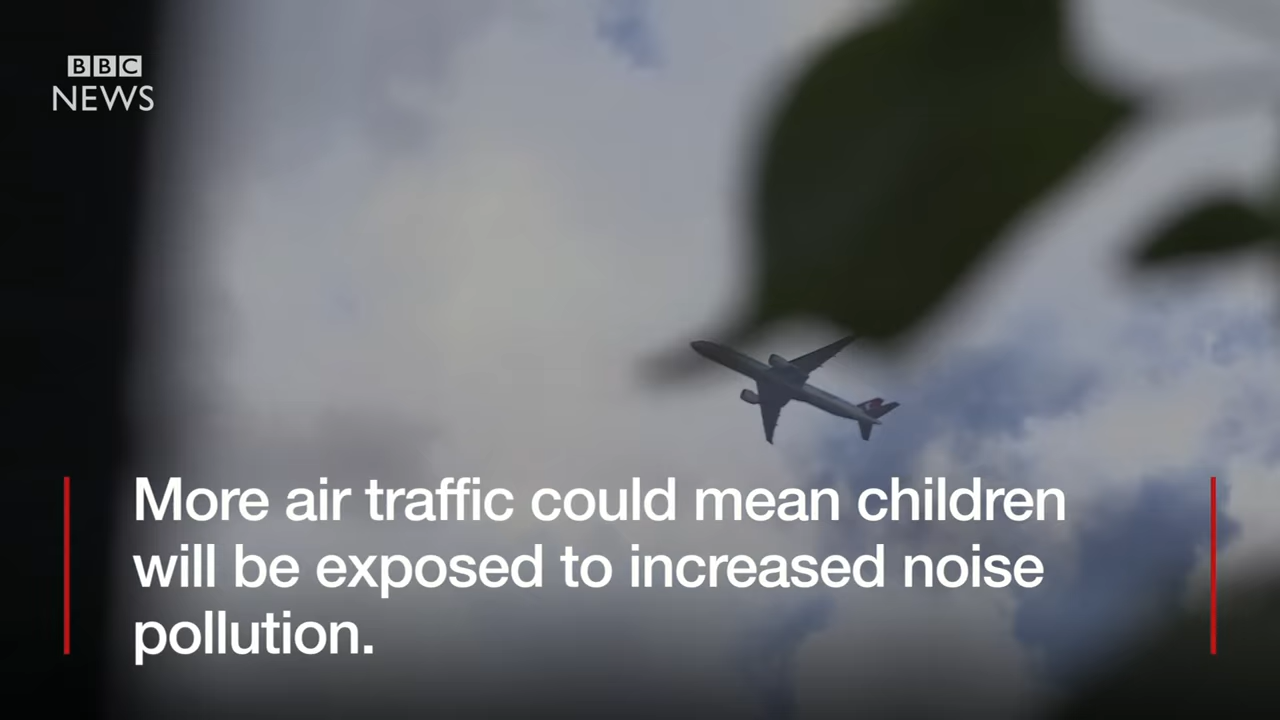 BBC
NEWS
More air traffic could mean children
will be exposed to increased noise
pollution.